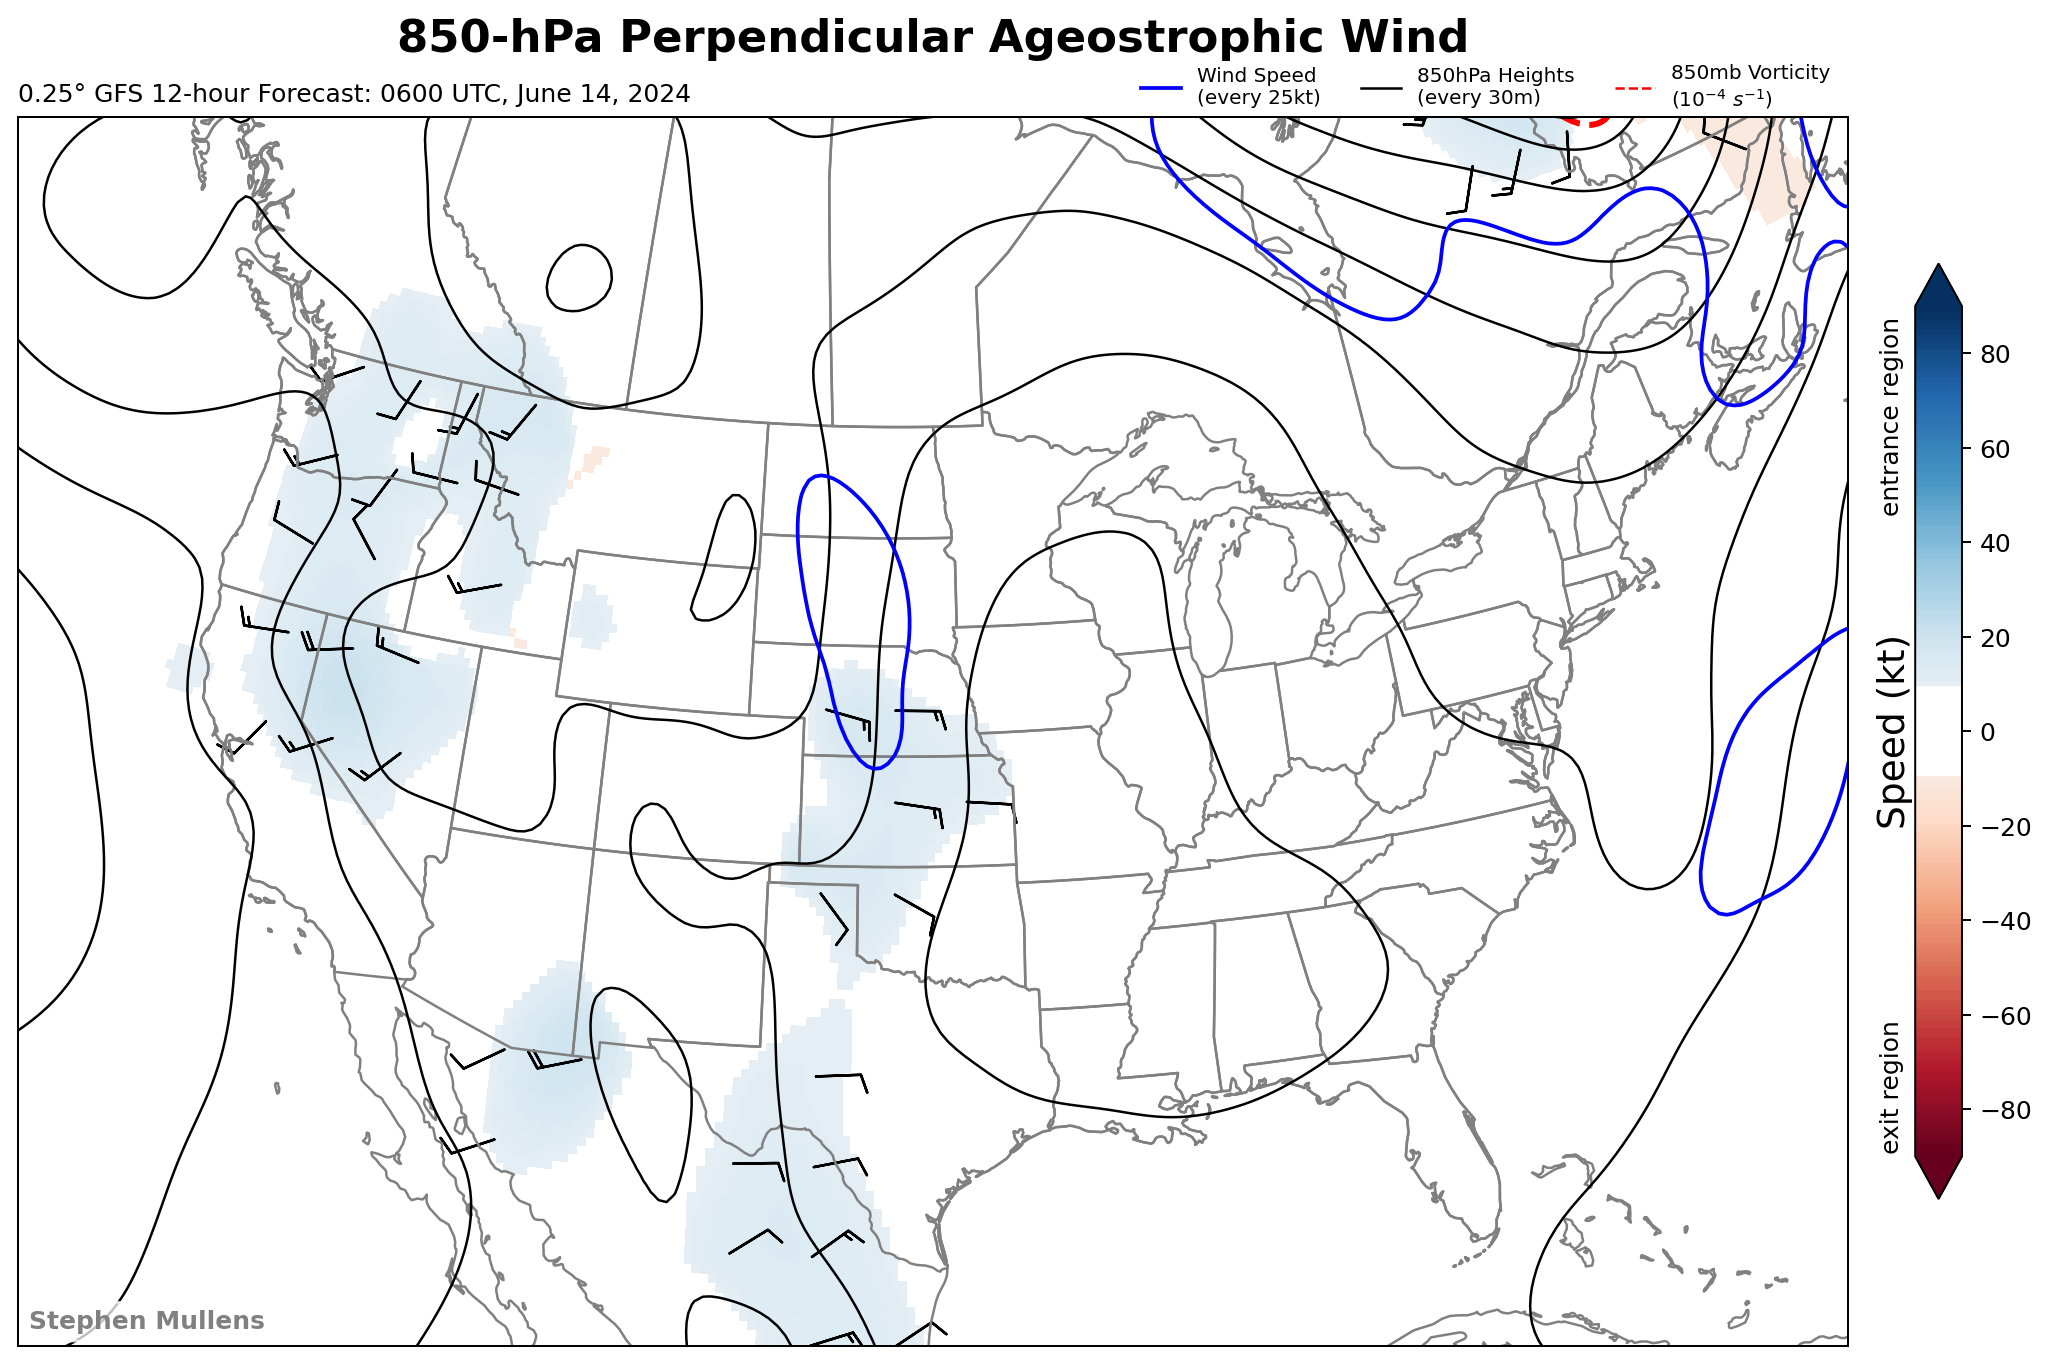 850-hPa Perpendicular Ageostrophic Wind
0.25° GFS 12-hour Forecast: 0600 UTC, June 14, 2024
Wind Speed
(every 25kt)
850hPa Heights
(every 30m)
850mb Vorticity
(10⁻⁴ s⁻¹)
entrance region
Speed (kt)
exit region
80
60
40
20
0
−20
−40
−60
−80
Stephen Mullens